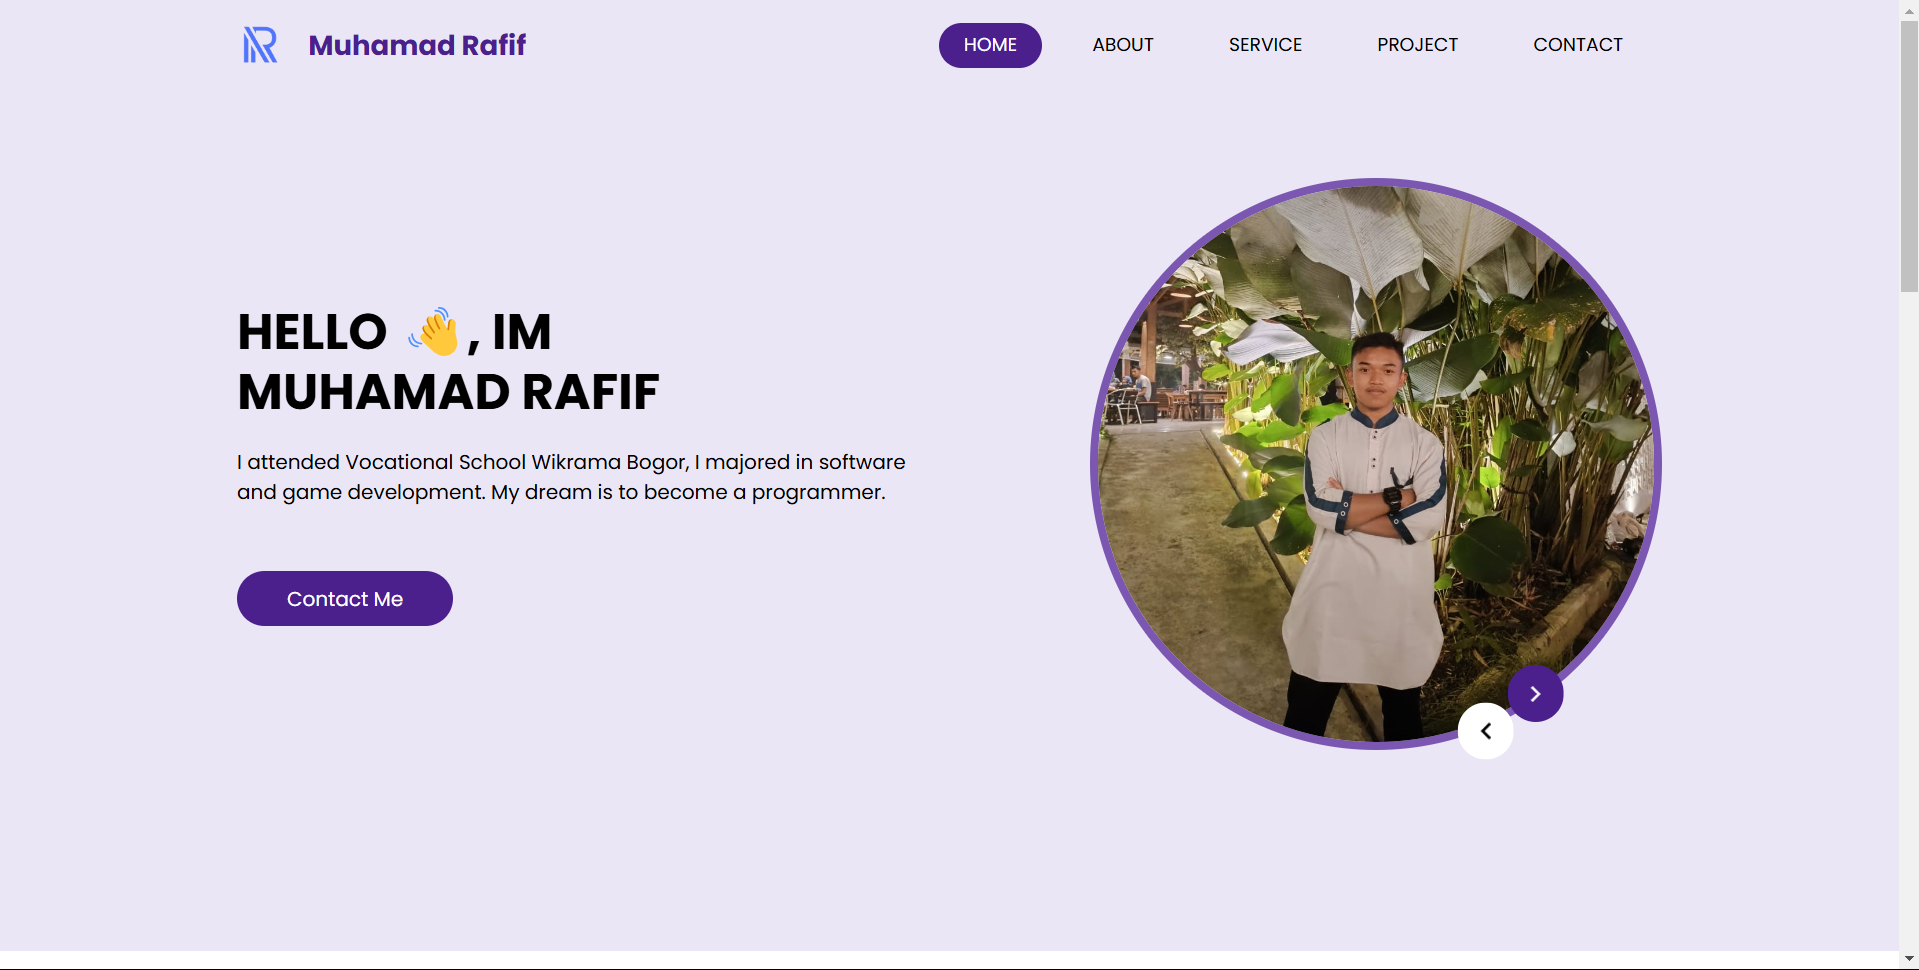 Muhamad Rafif
HOME
ABOUT
SERVICE
PROJECT
CONTACT
HELLO 👋, IM
MUHAMAD RAFIF
I attended Vocational School Wikrama Bogor, I majored in software
and game development. My dream is to become a programmer.
Contact Me